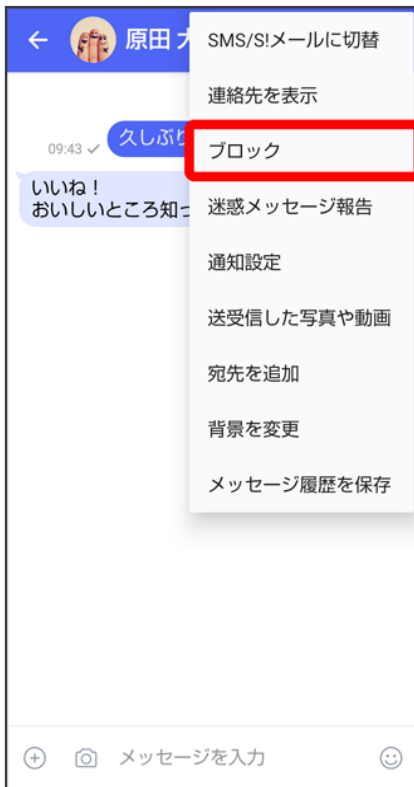 原田
SMS/S!メールに切替
連絡先を表示
ブロック
迷惑メッセージ報告
通知設定
送受信した写真や動画
宛先を追加
背景を変更
メッセージ履歴を保存
久しぶり
09:43
いいね!
おいしいところ知っ
メッセージを入力